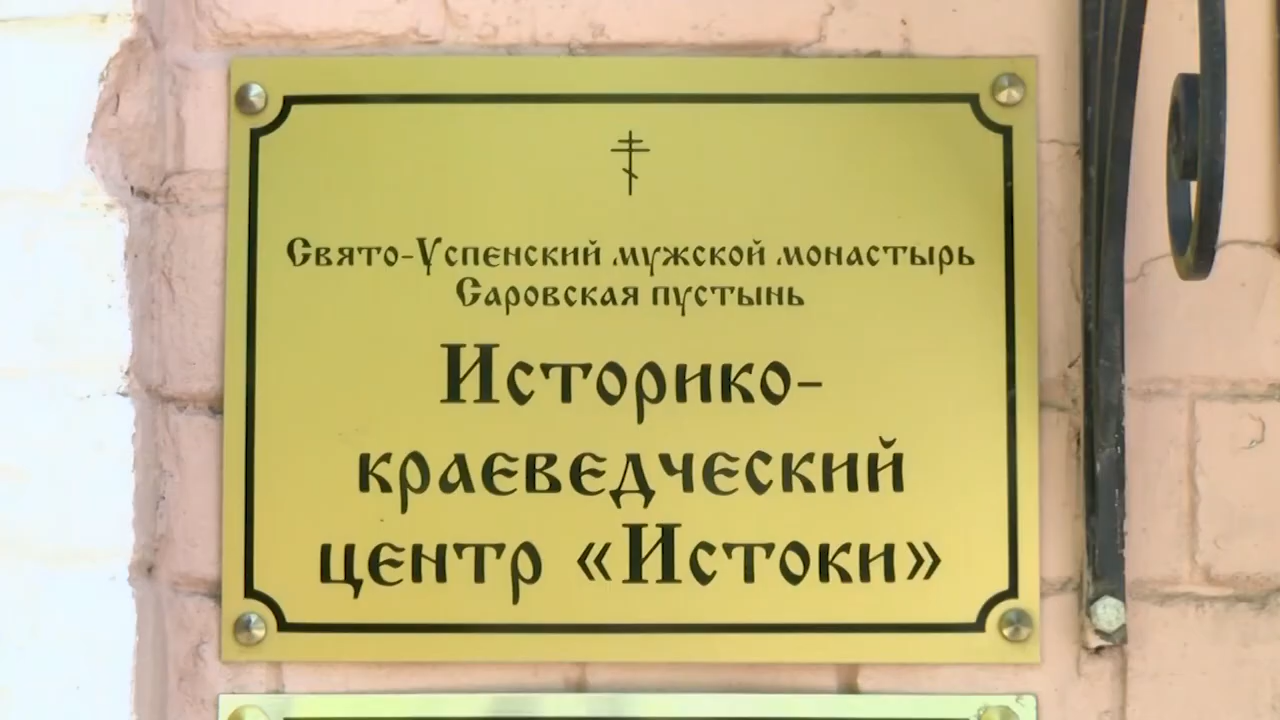 Свято-Успенский мужской монастырь
Саровская пустынь
Историко-
краеведческий
центр «Истоки»